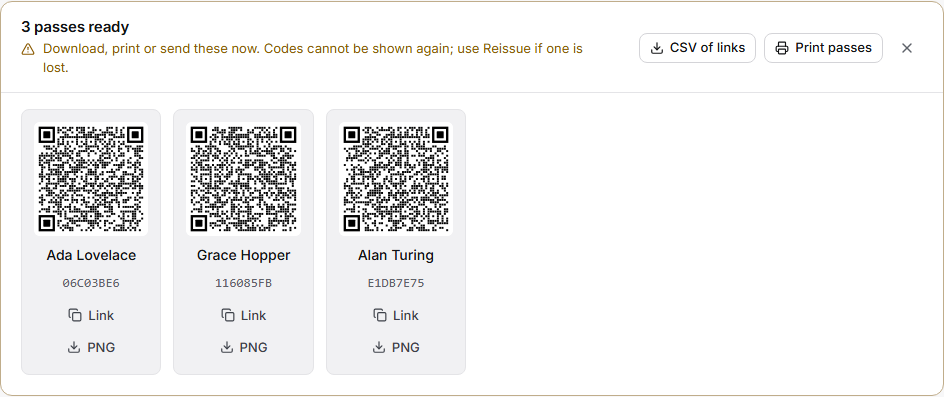 3 passes ready
Download, print or send these now. Codes cannot be shown again; use Reissue if one is
lost.
CSV of links
Print passes
Ada Lovelace
06C03BE6
Link
PNG
Grace Hopper
116085FB
Link
PNG
Alan Turing
E1DB7E75
Link
PNG